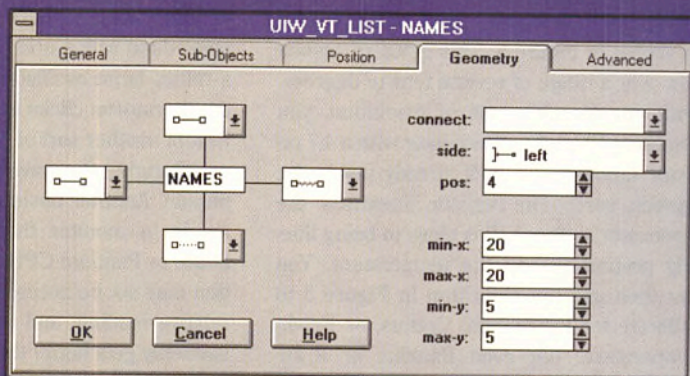 UIW_VT_LIST - NAMES
General
Sub-Objects
Position
Geometry
Advanced
NAMES
connect:
side: left
pos: 4
min-x: 20
max-x: 20
min-y: 5
max-y: 5
OK
Cancel
Help